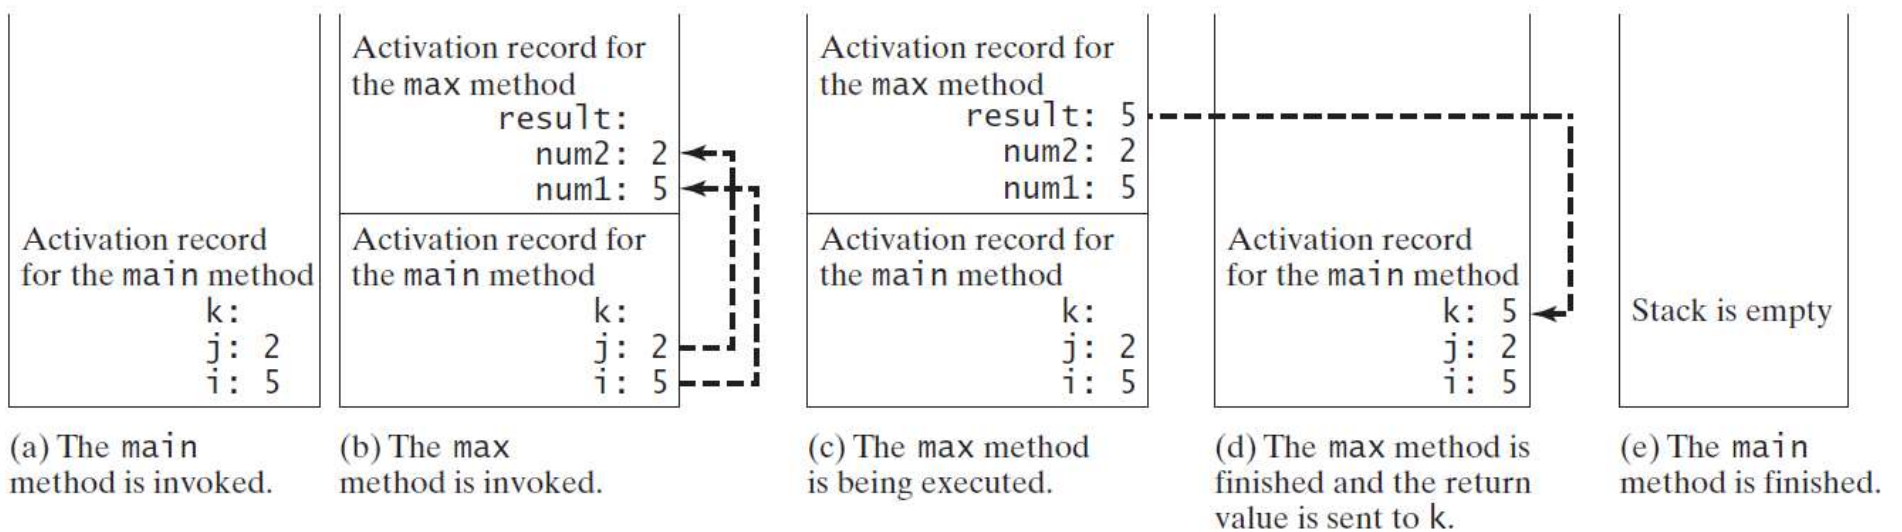 Activation record
for the main method
k:
j: 2
i: 5
(a) The main
method is invoked.
Activation record for
the max method
result:
num2: 2
num1: 5
Activation record for
the main method
k:
j: 2
i: 5
(b) The max
method is invoked.
Activation record for
the max method
result: 5
num2: 2
num1: 5
Activation record for
the main method
k:
j: 2
i: 5
(c) The max method
is being executed.
Activation record
for the main method
k: 5
j: 2
i: 5
(d) The max method is
finished and the return
value is sent to k.
Stack is empty
(e) The main
method is finished.